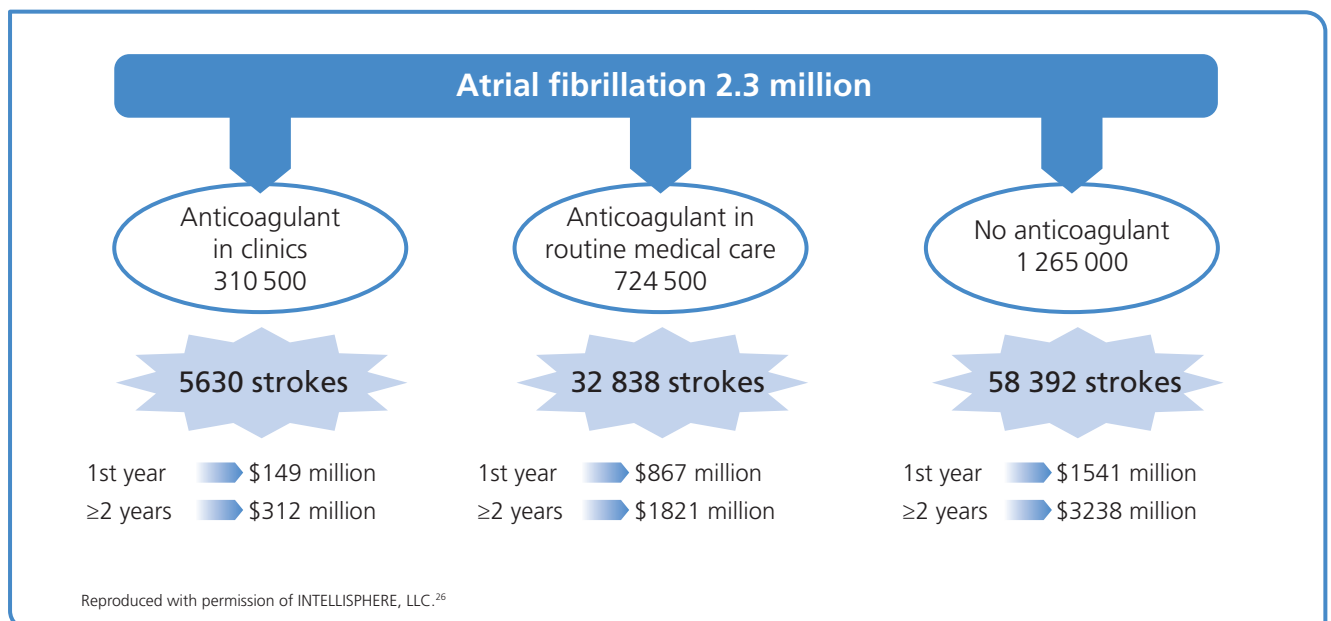 Atrial fibrillation 2.3 million
Anticoagulant
in clinics
310 500
Anticoagulant in
routine medical care
724 500
No anticoagulant
1 265 000
5630 strokes
32 838 strokes
58 392 strokes
1st year $149 million
≥2 years $312 million
1st year $867 million
≥2 years $1821 million
1st year $1541 million
≥2 years $3238 million
Reproduced with permission of INTELLISPHERE, LLC.26